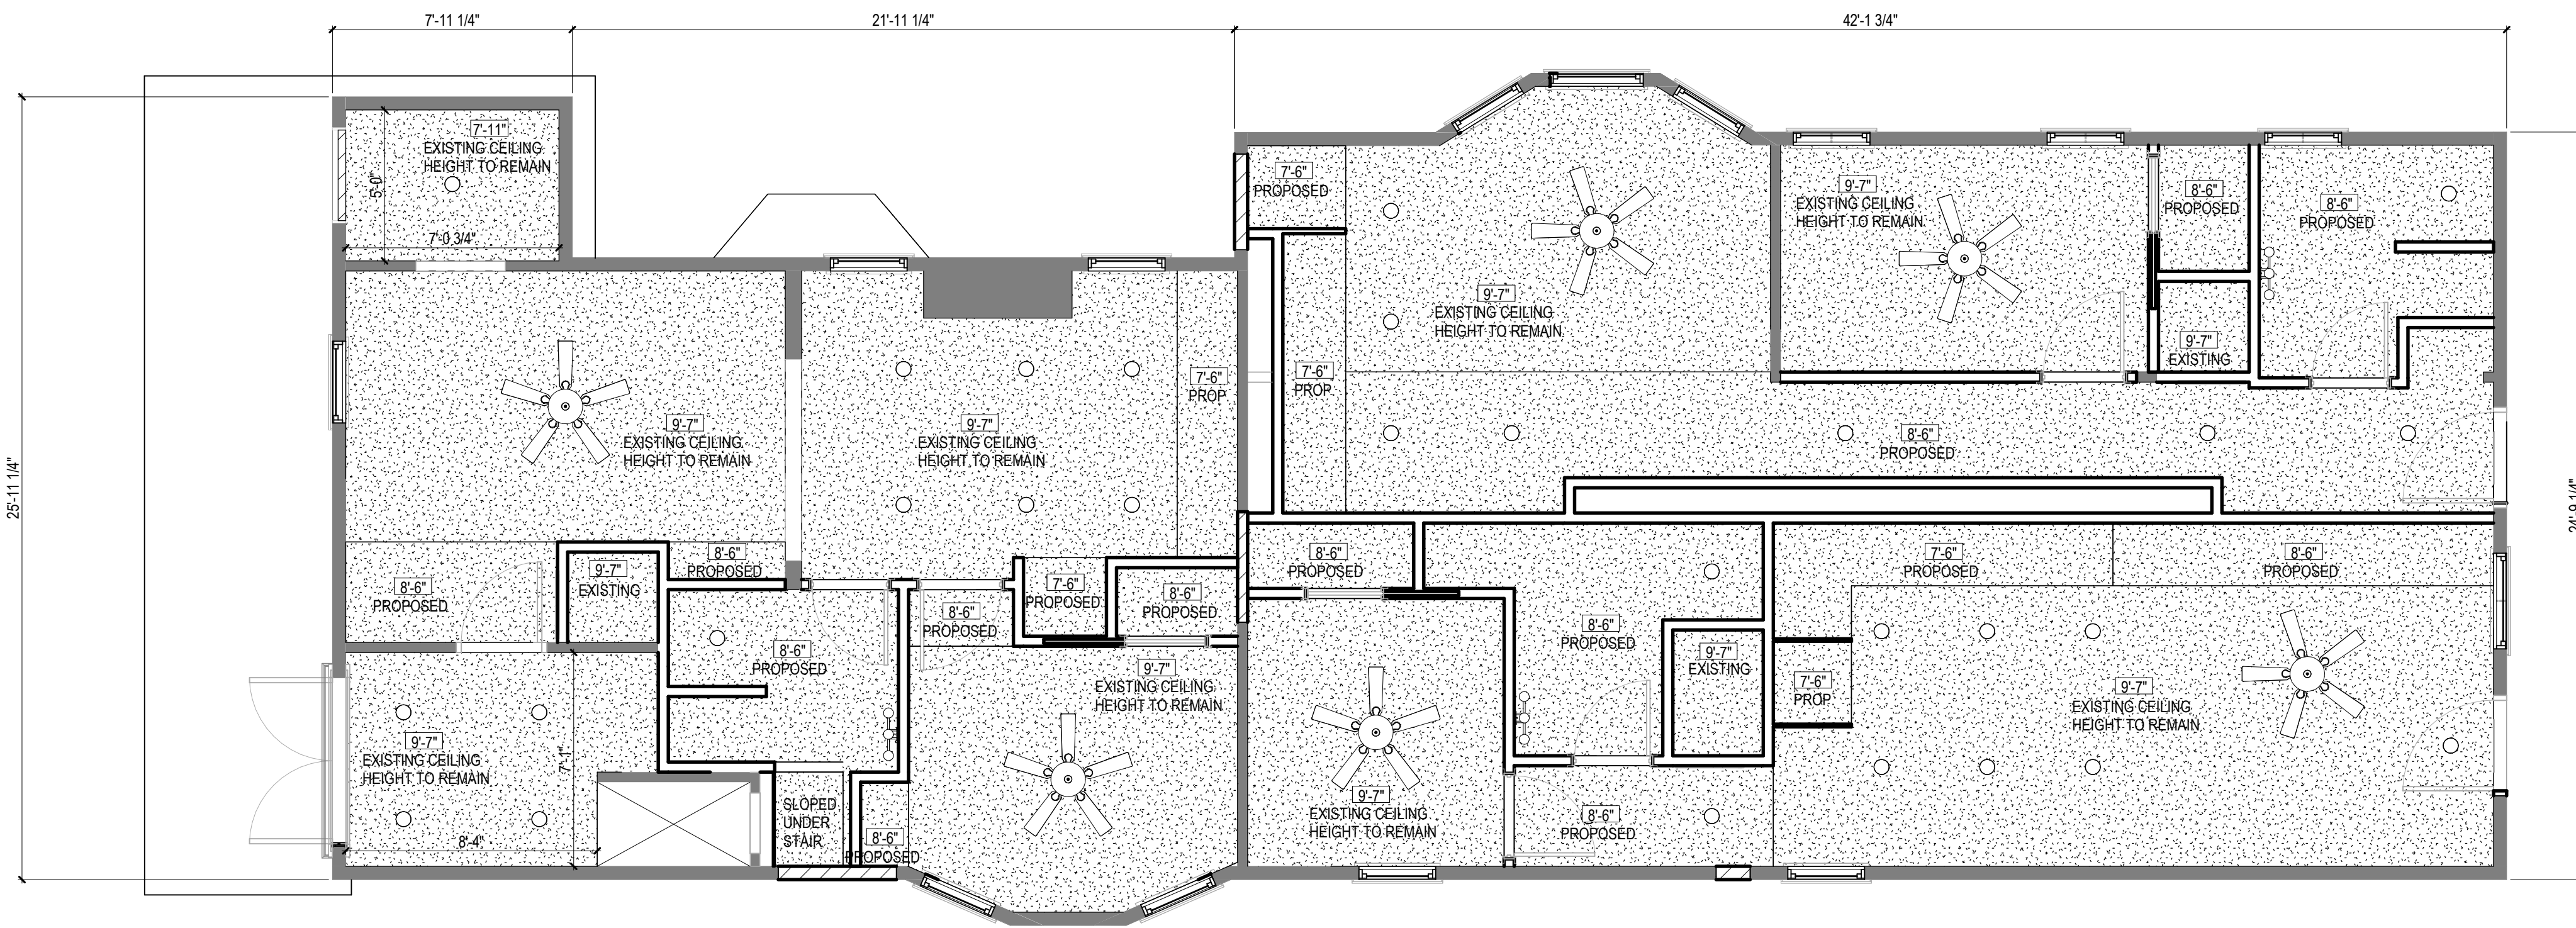 7'-11 1/4"
21'-11 1/4"
42'-1 3/4"
25'-11 1/4"
24'-9 1/4"
7'-11"
EXISTING CEILING
HEIGHT TO REMAIN
5'-0"
7'-0 3/4"
7'-6"
PROPOSED
9'-7"
EXISTING CEILING
HEIGHT TO REMAIN
8'-6"
PROPOSED
8'-6"
PROPOSED
9'-7"
EXISTING CEILING
HEIGHT TO REMAIN
9'-7"
EXISTING
7'-6"
PROP
7'-6"
PROP
9'-7"
EXISTING CEILING
HEIGHT TO REMAIN
9'-7"
EXISTING CEILING
HEIGHT TO REMAIN
8'-6"
PROPOSED
8'-6"
PROPOSED
9'-7"
EXISTING
8'-6"
PROPOSED
7'-6"
PROPOSED
8'-6"
PROPOSED
8'-6"
PROPOSED
8'-6"
PROPOSED
7'-6"
PROPOSED
8'-6"
PROPOSED
8'-6"
PROPOSED
8'-6"
PROPOSED
9'-7"
EXISTING CEILING
HEIGHT TO REMAIN
9'-7"
EXISTING
7'-6"
PROP
9'-7"
EXISTING CEILING
HEIGHT TO REMAIN
9'-7"
EXISTING CEILING
HEIGHT TO REMAIN
7'-1"
8'-4"
SLOPED
UNDER
STAIR
8'-6"
PROPOSED
9'-7"
EXISTING CEILING
HEIGHT TO REMAIN
8'-6"
PROPOSED